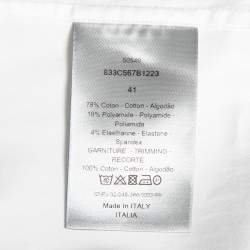 833C567B1223
41
78% Coton - Cotton - Algodão
18% Polyamide - Polyamide -
Poliamida
4% Elasthanne - Elastane -
Spandex
GARNITURE - TRIMMING -
RECORTE
100% Coton - Cotton - Algodão
Made in ITALY
ITALIA